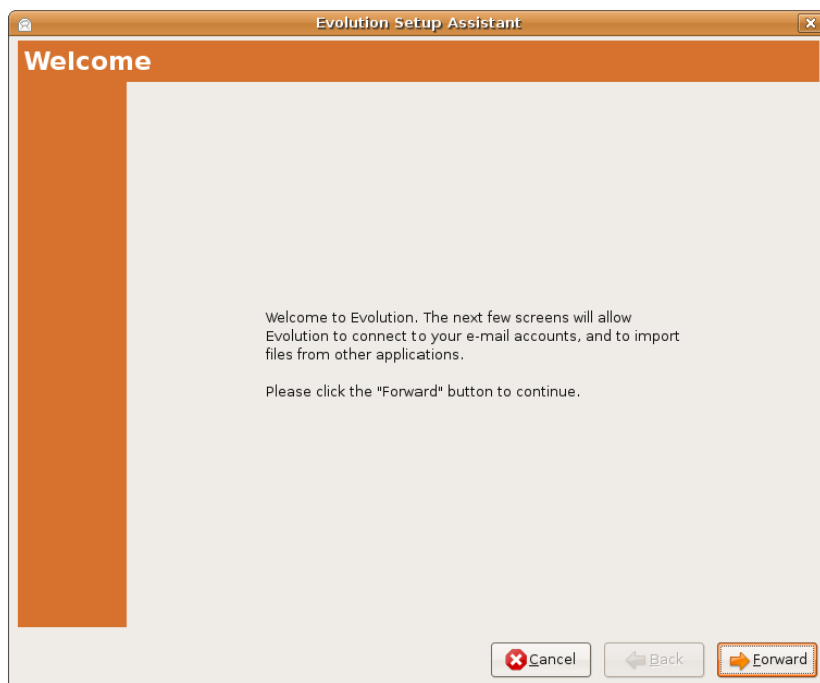 Evolution Setup Assistant
Welcome
Welcome to Evolution. The next few screens will allow
Evolution to connect to your e-mail accounts, and to import
files from other applications.
Please click the "Forward" button to continue.
Cancel
Back
Forward